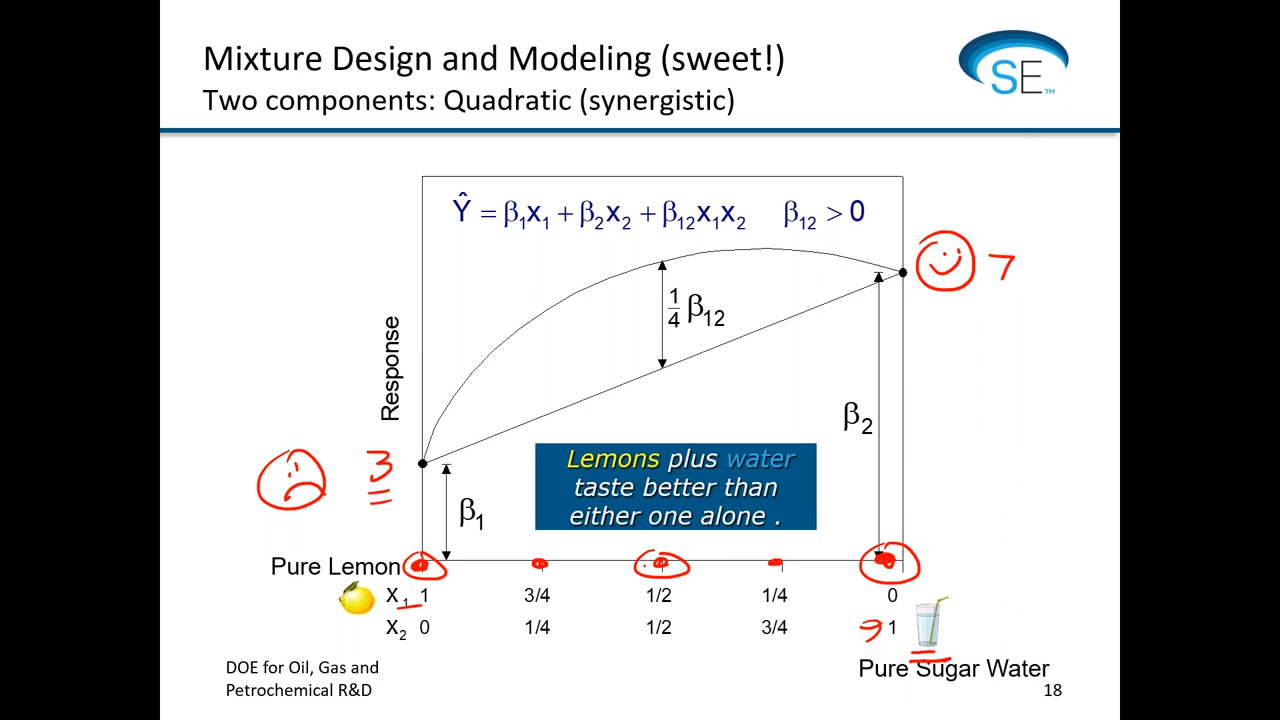 Mixture Design and Modeling (sweet!)
Two components: Quadratic (synergistic)
SE™
Ŷ = β₁x₁ + β₂x₂ + β₁₂x₁x₂ β₁₂ > 0
7
1/4 β₁₂
Response
β₂
3
Lemons plus water
taste better than
either one alone .
β₁
Pure Lemon
X₁ 1 3/4 1/2 1/4 0
X₂ 0 1/4 1/2 3/4 1
Pure Sugar Water
DOE for Oil, Gas and
Petrochemical R&D
18